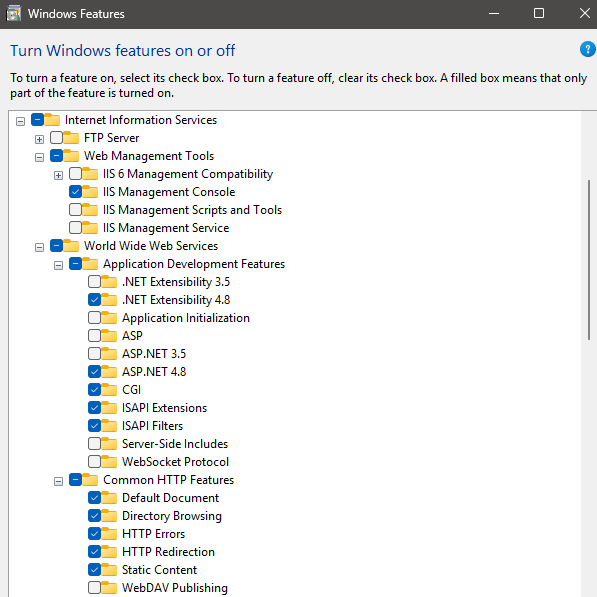 Windows Features
Turn Windows features on or off
?
To turn a feature on, select its check box. To turn a feature off, clear its check box. A filled box means that only
part of the feature is turned on.
Internet Information Services
FTP Server
Web Management Tools
IIS 6 Management Compatibility
IIS Management Console
IIS Management Scripts and Tools
IIS Management Service
World Wide Web Services
Application Development Features
.NET Extensibility 3.5
.NET Extensibility 4.8
Application Initialization
ASP
ASP.NET 3.5
ASP.NET 4.8
CGI
ISAPI Extensions
ISAPI Filters
Server-Side Includes
WebSocket Protocol
Common HTTP Features
Default Document
Directory Browsing
HTTP Errors
HTTP Redirection
Static Content
WebDAV Publishing